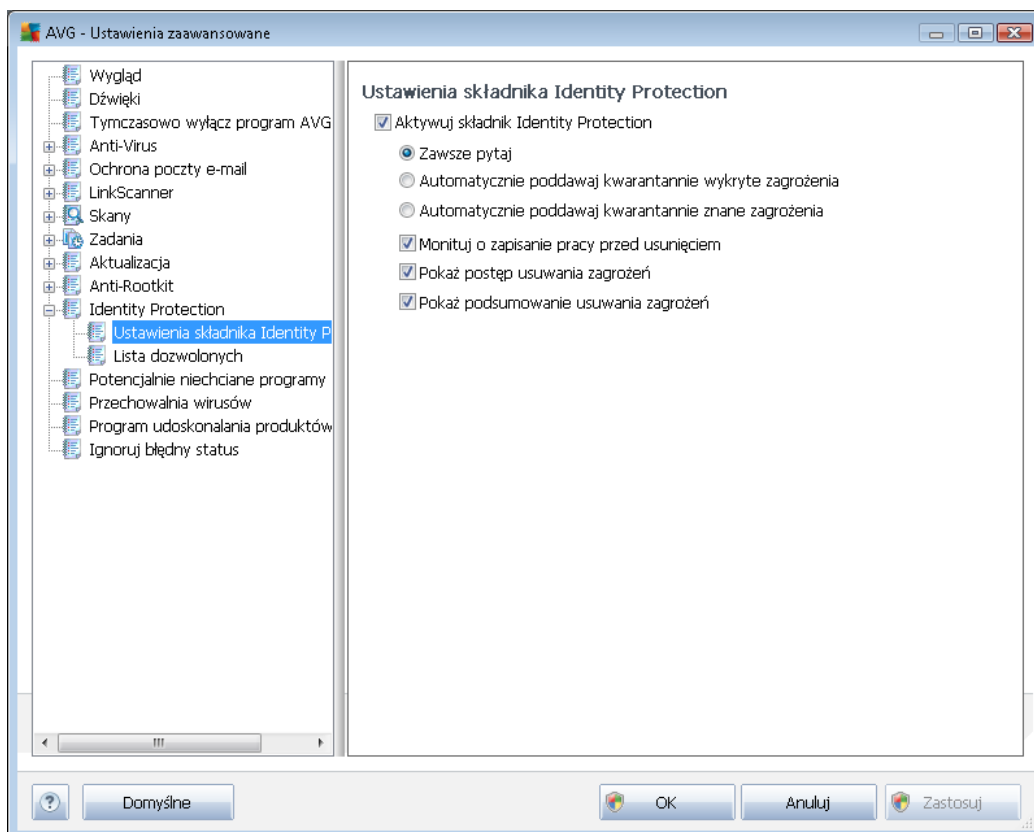 AVG - Ustawienia zaawansowane
Wygląd
Dźwięki
Tymczasowo wyłącz program AVG
Anti-Virus
Ochrona poczty e-mail
LinkScanner
Skany
Zadania
Aktualizacja
Anti-Rootkit
Identity Protection
Ustawienia składnika Identity P
Lista dozwolonych
Potencjalnie niechciane programy
Przechowalnia wirusów
Program udoskonalania produktów
Ignoruj błędny status
Ustawienia składnika Identity Protection
Aktywuj składnik Identity Protection
Zawsze pytaj
Automatycznie poddawaj kwarantannie wykryte zagrożenia
Automatycznie poddawaj kwarantannie znane zagrożenia
Monituj o zapisanie pracy przed usunięciem
Pokaż postęp usuwania zagrożeń
Pokaż podsumowanie usuwania zagrożeń
? Domyślne OK Anuluj Zastosuj